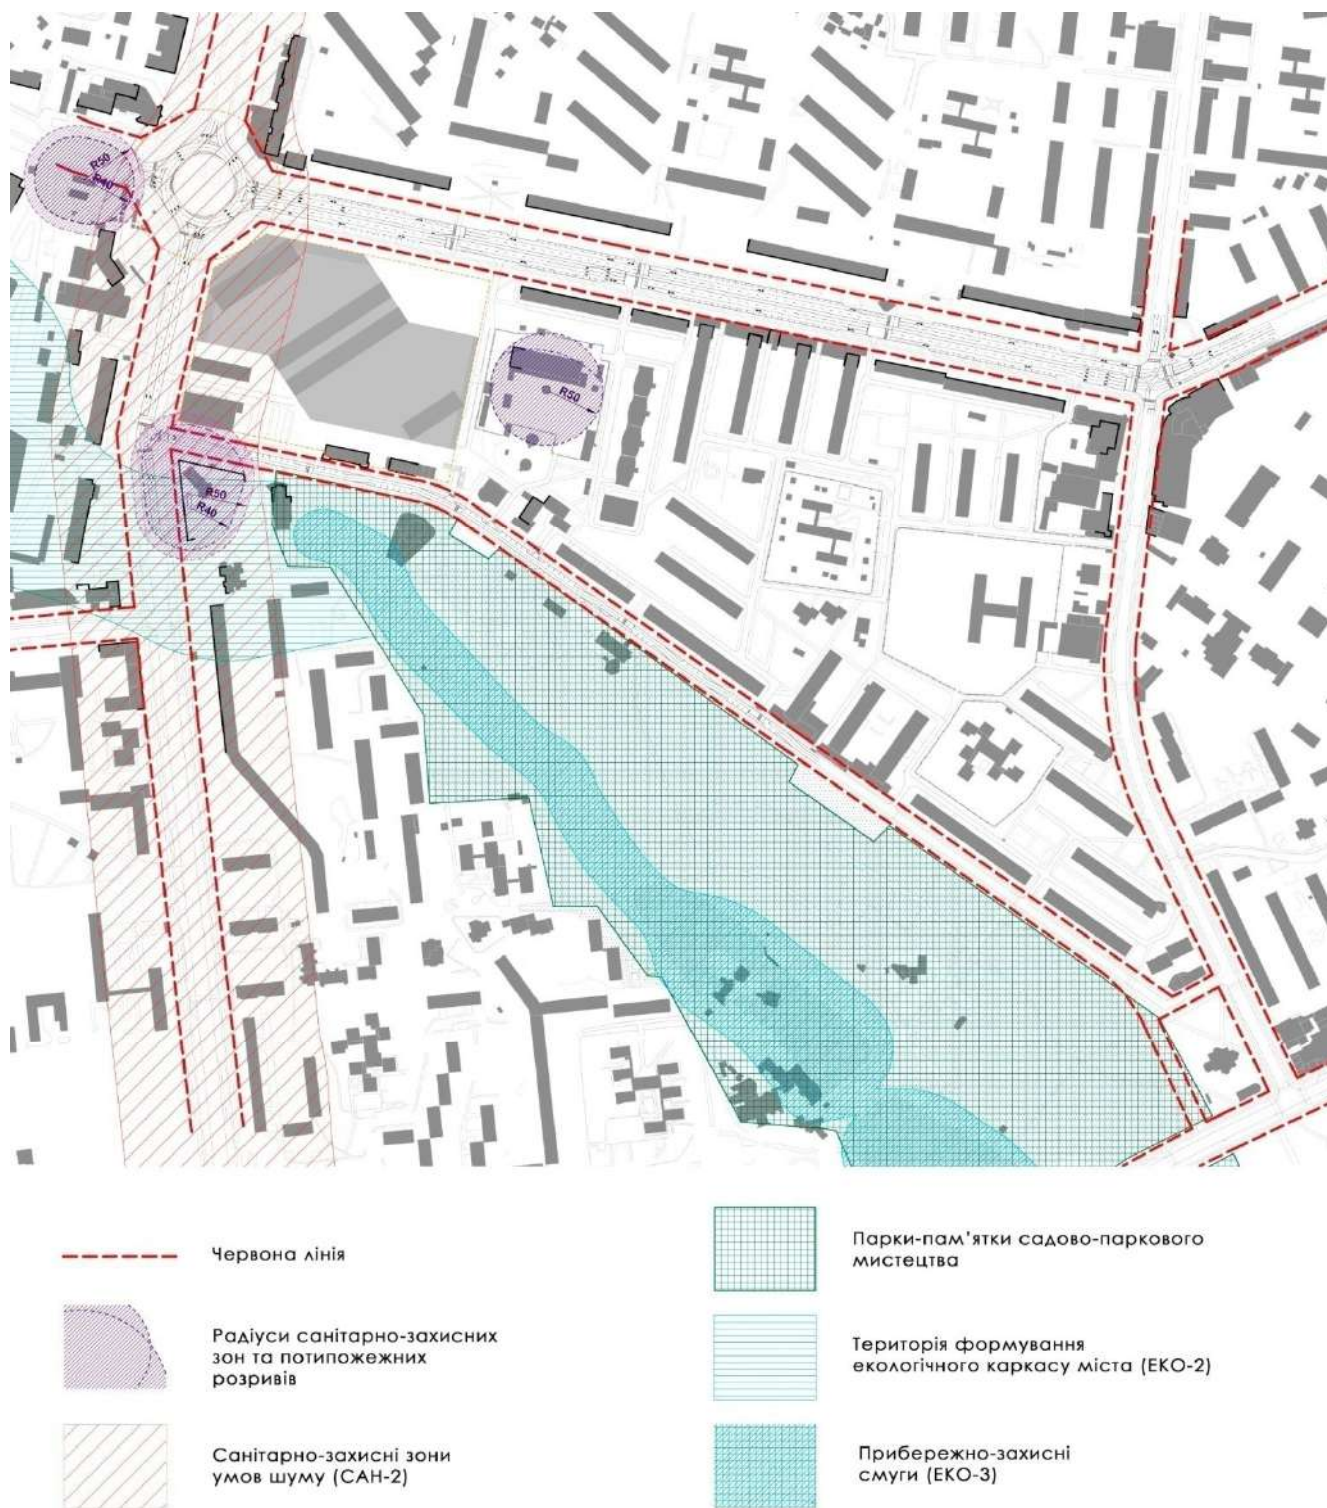 R50
R40
R50
R50
R40
Червона лінія
Радіуси санітарно-захисних
зон та потипожежних
розривів
Санітарно-захисні зони
умов шуму (САН-2)
Парки-пам'ятки садово-паркового
мистецтва
Територія формування
екологічного каркасу міста (ЕКО-2)
Прибережно-захисні
смуги (ЕКО-3)